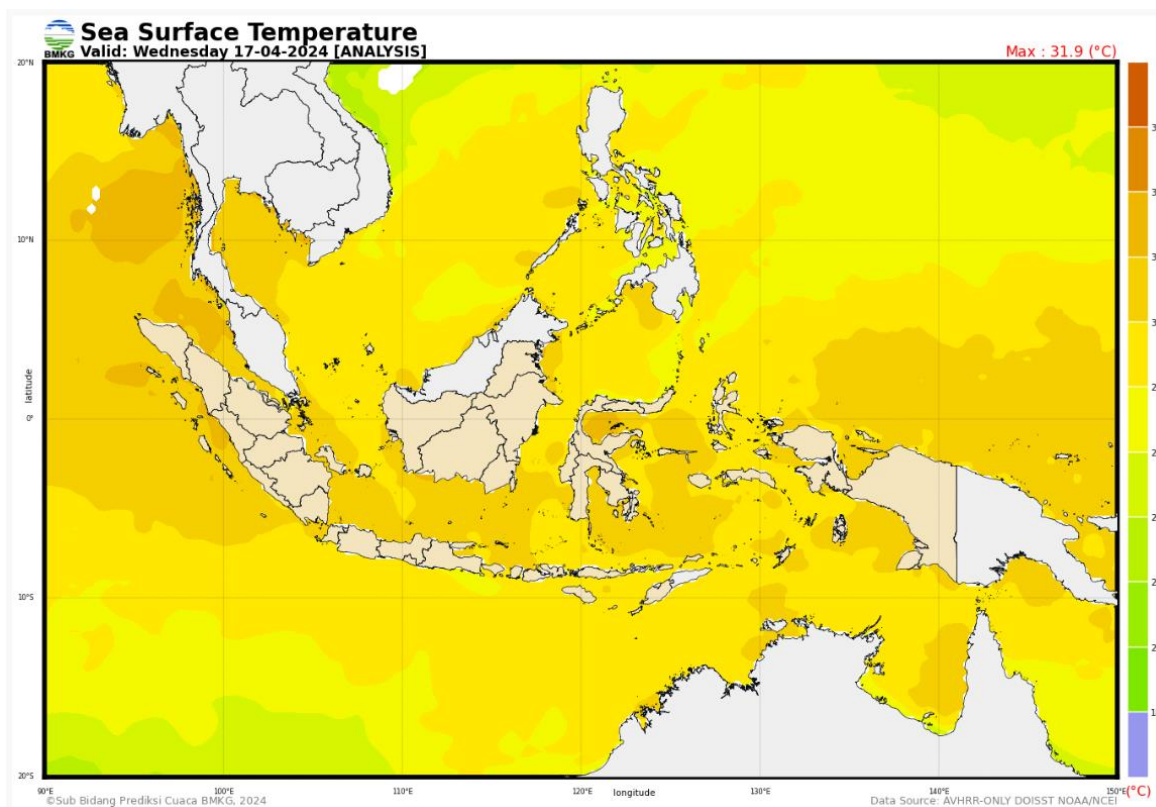 Sea Surface Temperature
BMKG
Valid: Wednesday 17-04-2024 [ANALYSIS]
Max : 31.9 (°C)
20°N
10°N
latitude
0°
10°S
20°S
90°E
100°E
110°E
120°E
longitude
130°E
140°E
150°E
(°C)
©Sub Bidang Prediksi Cuaca BMKG, 2024
Data Source: AVHRR-ONLY DOISST NOAA/NCEI